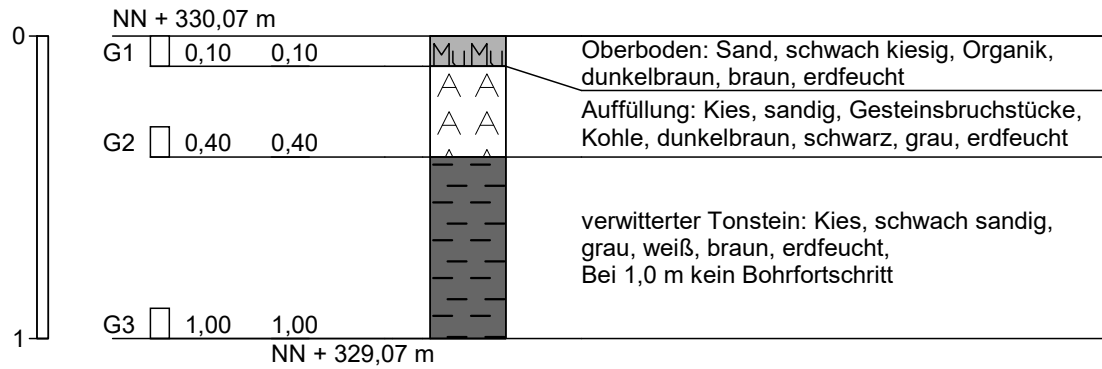 NN + 330,07 m
0
G1 0,10 0,10 MuMu Oberboden: Sand, schwach kiesig, Organik,
dunkelbraun, braun, erdfeucht
A A
Auffüllung: Kies, sandig, Gesteinsbruchstücke,
A A
G2 0,40 0,40 Kohle, dunkelbraun, schwarz, grau, erdfeucht
verwitterter Tonstein: Kies, schwach sandig,
grau, weiß, braun, erdfeucht,
Bei 1,0 m kein Bohrfortschritt
G3 1,00 1,00
1
NN + 329,07 m